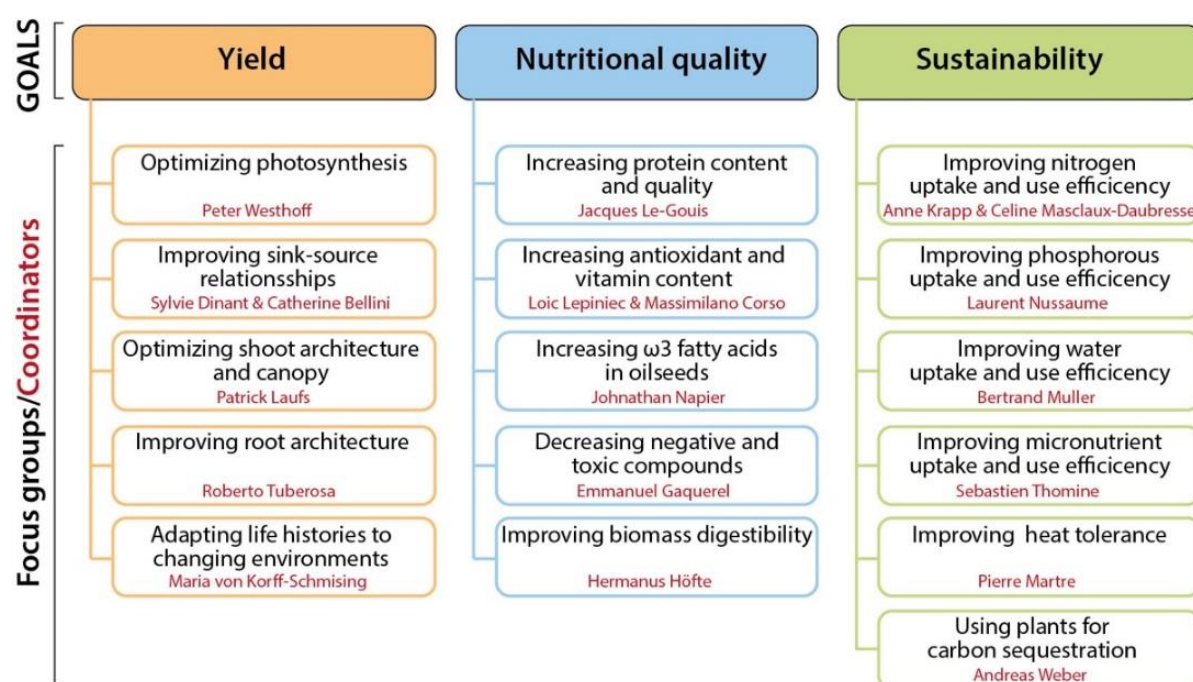 GOALS
Yield
Nutritional quality
Sustainability
Focus groups/Coordinators
Optimizing photosynthesis
Peter Westhoff
Improving sink-source
relationsships
Sylvie Dinant & Catherine Bellini
Optimizing shoot architecture
and canopy
Patrick Laufs
Improving root architecture
Roberto Tuberosa
Adapting life histories to
changing environments
Maria von Korff-Schmising
Increasing protein content
and quality
Jacques Le-Gouis
Increasing antioxidant and
vitamin content
Loic Lepiniec & Massimilano Corso
Increasing ω3 fatty acids
in oilseeds
Johnathan Napier
Decreasing negative and
toxic compounds
Emmanuel Gaquerel
Improving biomass digestibility
Hermanus Höfte
Improving nitrogen
uptake and use efficicency
Anne Krapp & Celine Masclaux-Daubresse
Improving phosphorous
uptake and use efficicency
Laurent Nussaume
Improving water
uptake and use efficicency
Bertrand Muller
Improving micronutrient
uptake and use efficicency
Sebastien Thomine
Improving heat tolerance
Pierre Martre
Using plants for
carbon sequestration
Andreas Weber